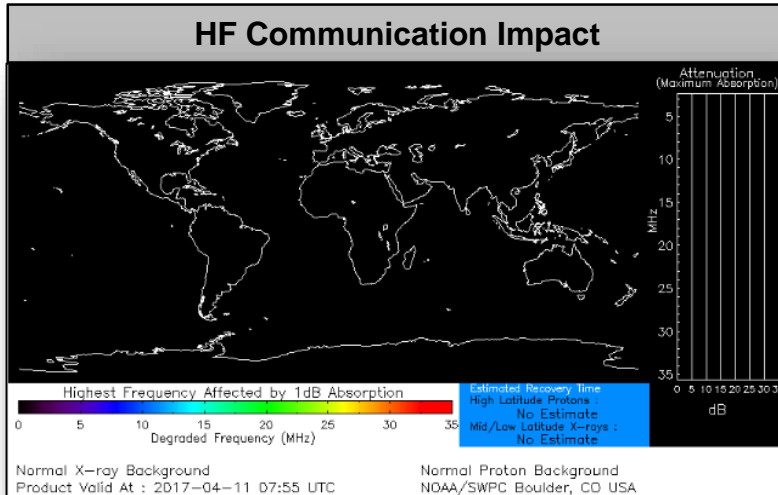 HF Communication Impact
Attenuation
(Maximum Absorption)
5
10
15
20
25
30
35
MHz
0 5 10 15 20 25 30 3
dB
Highest Frequency Affected by 1dB Absorption
0 5 10 15 20 25 30 35
Degraded Frequency (MHz)
Estimated Recovery Time
High Latitude Protons :
No Estimate
Mid/Low Latitude X-rays :
No Estimate
Normal X-ray Background
Normal Proton Background
Product Valid At : 2017-04-11 07:55 UTC
NOAA/SWPC Boulder, CO USA